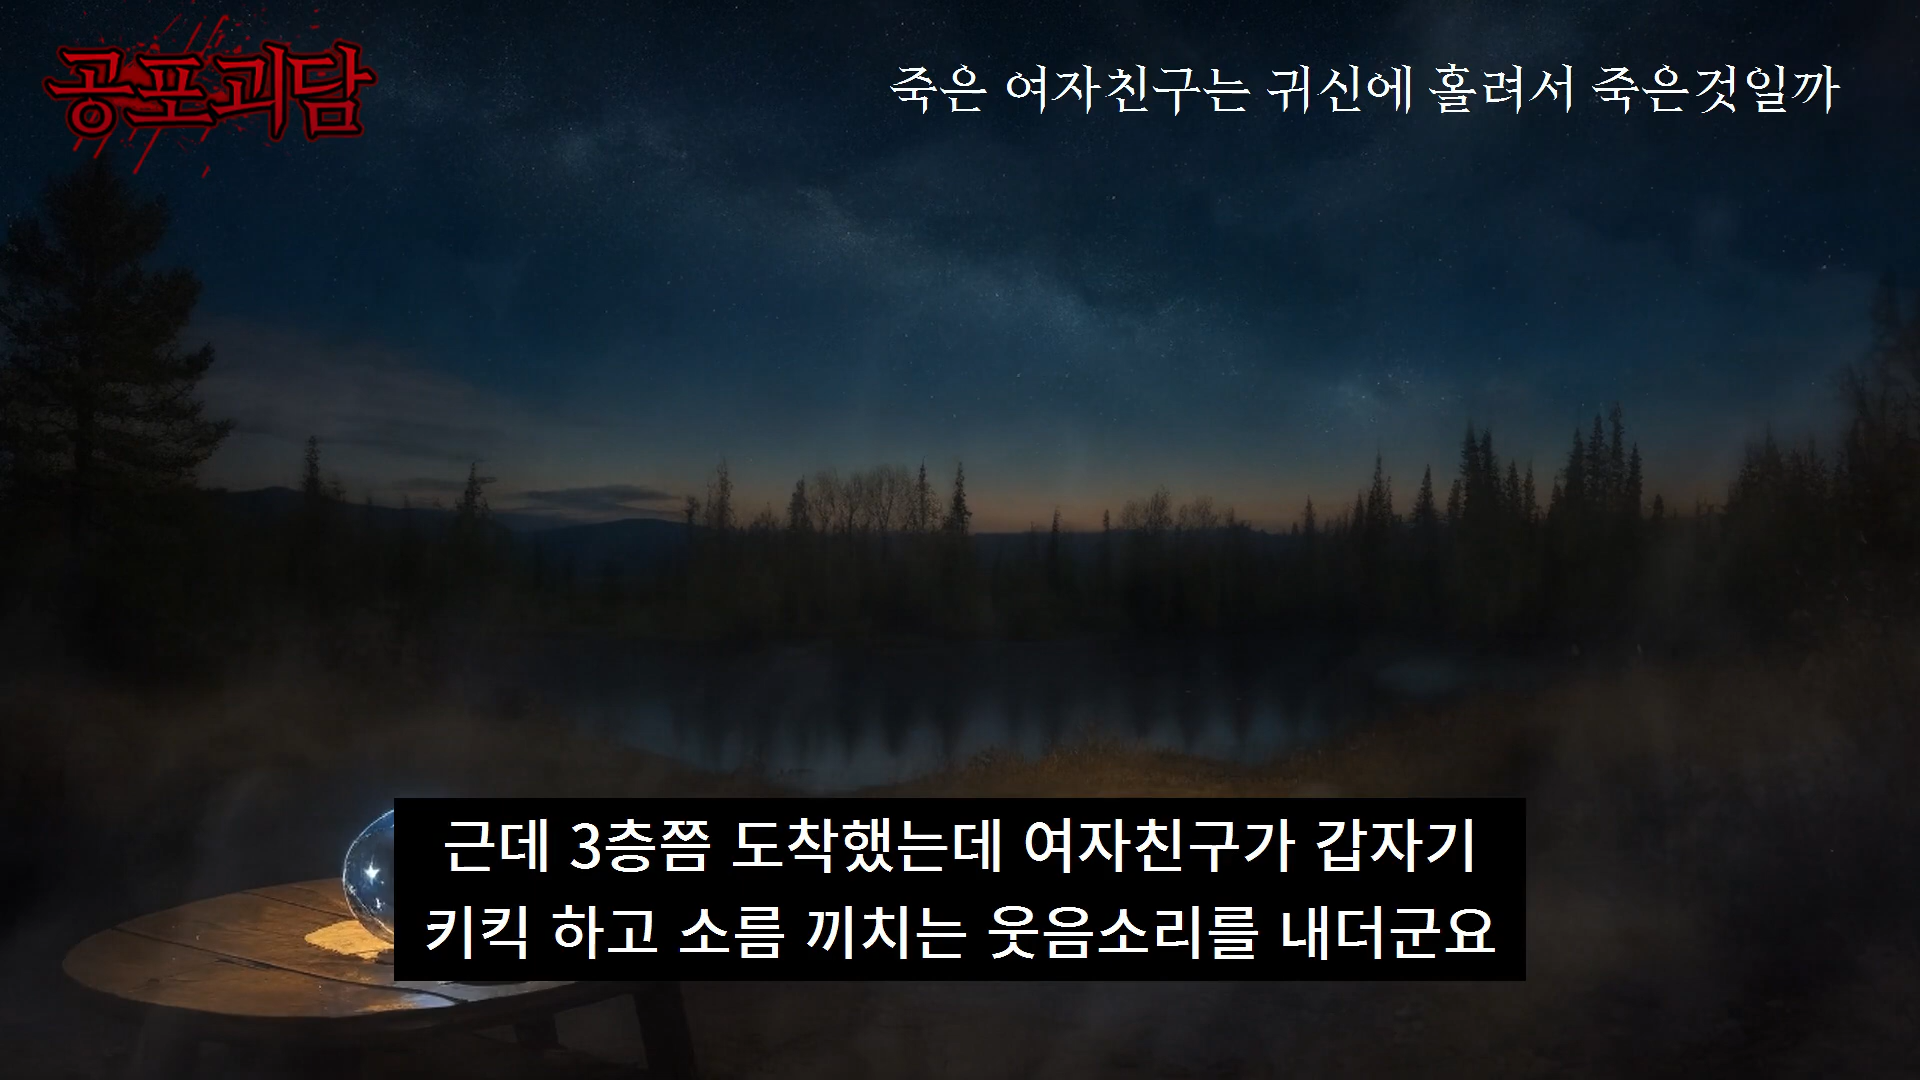 공포괴담
죽은 여자친구는 귀신에 홀려서 죽은것일까
근데 3층쯤 도착했는데 여자친구가 갑자기
키킥 하고 소름 끼치는 웃음소리를 내더군요